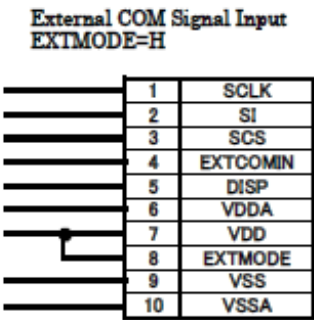 External COM Signal Input
EXTMODE=H
1 SCLK
2 SI
3 SCS
4 EXTCOMIN
5 DISP
6 VDDA
7 VDD
8 EXTMODE
9 VSS
10 VSSA